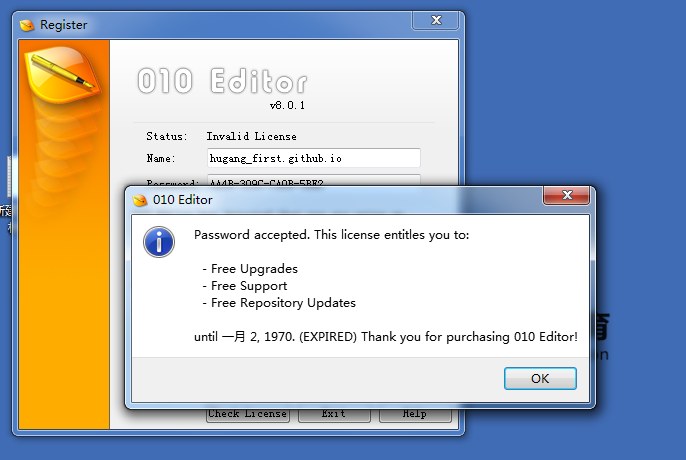 Register
010 Editor
v8.0.1
Status: Invalid License
Name: hugang_first.github.io
Password: AA4B-309C-CA0B-5BF2
010 Editor
Password accepted. This license entitles you to:
- Free Upgrades
- Free Support
- Free Repository Updates
until 一月 2, 1970. (EXPIRED) Thank you for purchasing 010 Editor!
OK
Check License Exit Help